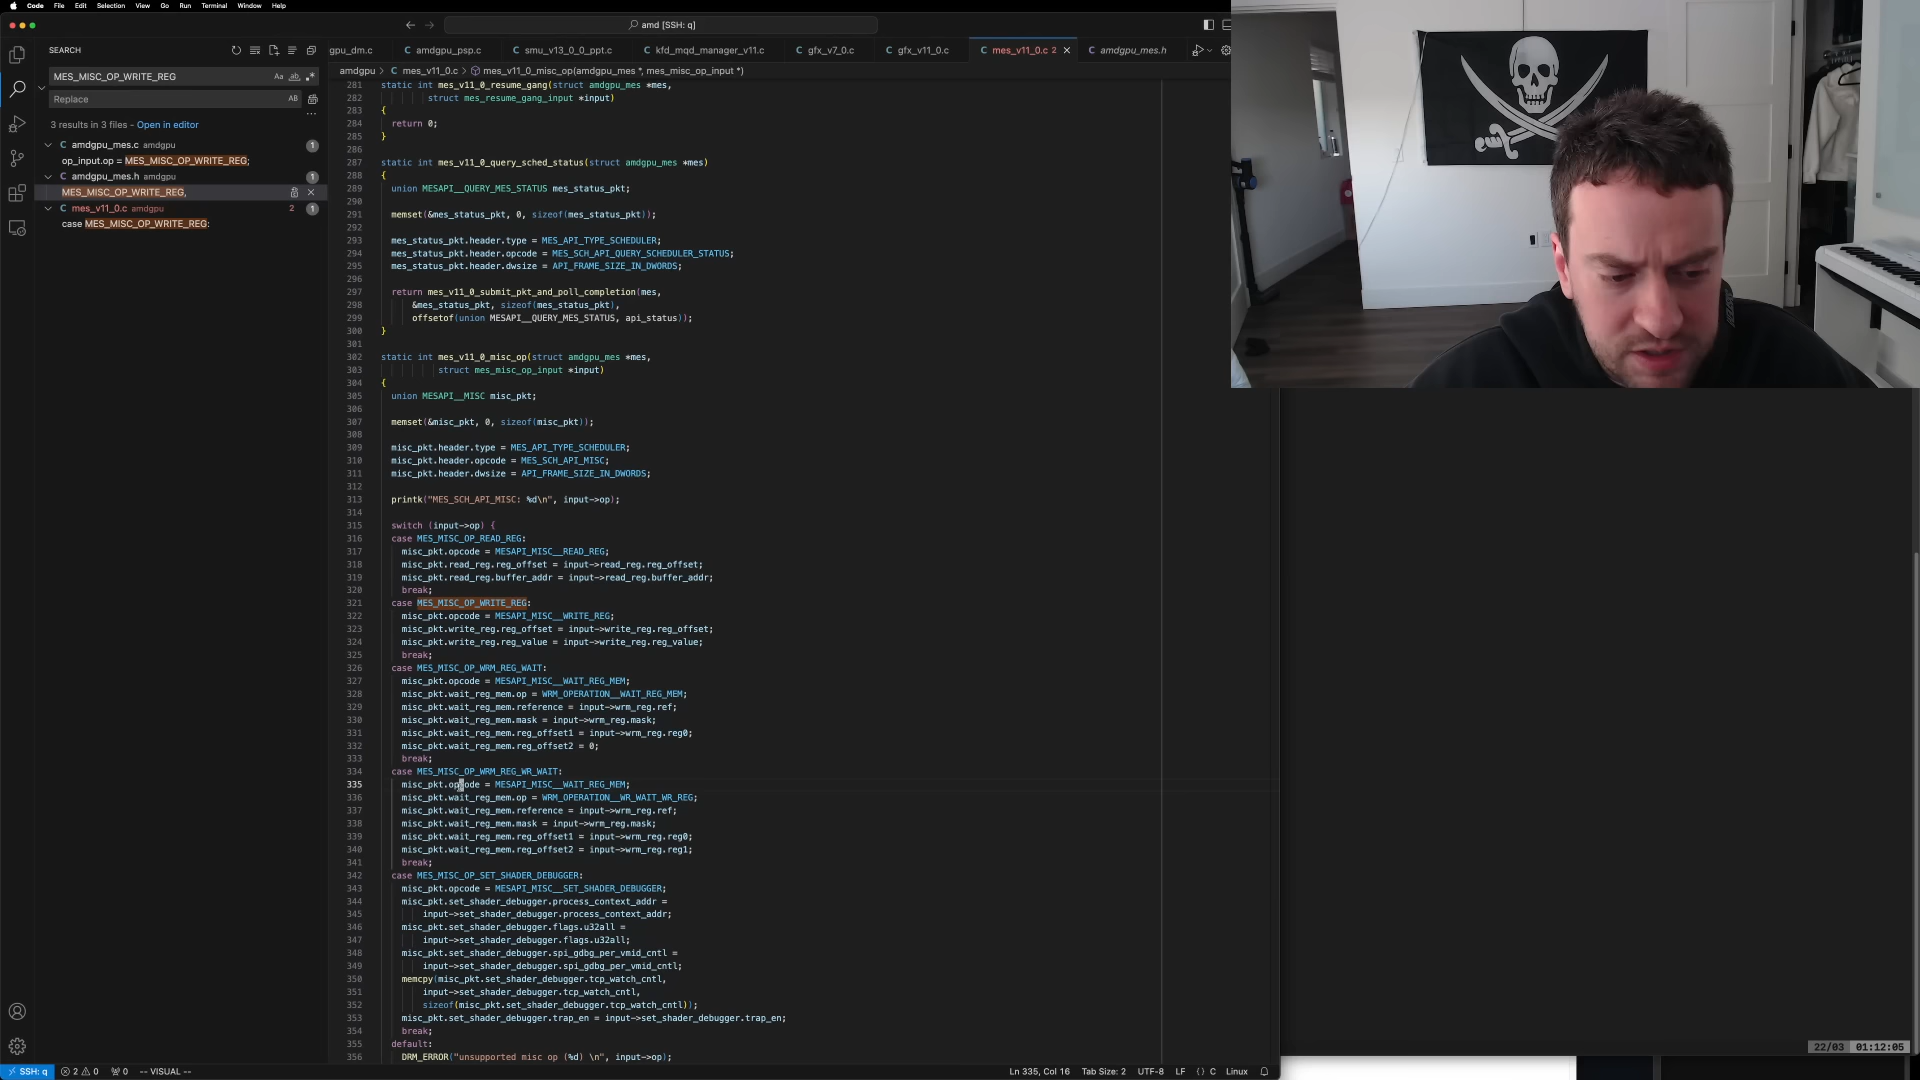 Code File Edit Selection View Go Run Terminal Window Help
amd [SSH: q]
SEARCH
gpu_dm.c amdgpu_psp.c smu_v13_0_0_ppt.c kfd_mqd_manager_v11.c gfx_v7_0.c gfx_v11_0.c mes_v11_0.c 2 amdgpu_mes.h
amdgpu > mes_v11_0.c > mes_v11_0_misc_op(amdgpu_mes *, mes_misc_op_input *)
MES_MISC_OP_WRITE_REG
Aa ab
Replace
AB
3 results in 3 files - Open in editor
amdgpu_mes.c amdgpu 1
op_input.op = MES_MISC_OP_WRITE_REG;
amdgpu_mes.h amdgpu 1
MES_MISC_OP_WRITE_REG,
mes_v11_0.c amdgpu 2 1
case MES_MISC_OP_WRITE_REG:
281 static int mes_v11_0_resume_gang(struct amdgpu_mes *mes,
282 struct mes_resume_gang_input *input)
283 {
284 return 0;
285 }
286
287 static int mes_v11_0_query_sched_status(struct amdgpu_mes *mes)
288 {
289 union MESAPI__QUERY_MES_STATUS mes_status_pkt;
290
291 memset(&mes_status_pkt, 0, sizeof(mes_status_pkt));
292
293 mes_status_pkt.header.type = MES_API_TYPE_SCHEDULER;
294 mes_status_pkt.header.opcode = MES_SCH_API_QUERY_SCHEDULER_STATUS;
295 mes_status_pkt.header.dwsize = API_FRAME_SIZE_IN_DWORDS;
296
297 return mes_v11_0_submit_pkt_and_poll_completion(mes,
298 &mes_status_pkt, sizeof(mes_status_pkt),
299 offsetof(union MESAPI__QUERY_MES_STATUS, api_status));
300 }
301
302 static int mes_v11_0_misc_op(struct amdgpu_mes *mes,
303 struct mes_misc_op_input *input)
304 {
305 union MESAPI__MISC misc_pkt;
306
307 memset(&misc_pkt, 0, sizeof(misc_pkt));
308
309 misc_pkt.header.type = MES_API_TYPE_SCHEDULER;
310 misc_pkt.header.opcode = MES_SCH_API_MISC;
311 misc_pkt.header.dwsize = API_FRAME_SIZE_IN_DWORDS;
312
313 printk("MES_SCH_API_MISC: %d\n", input->op);
314
315 switch (input->op) {
316 case MES_MISC_OP_READ_REG:
317 misc_pkt.opcode = MESAPI_MISC__READ_REG;
318 misc_pkt.read_reg.reg_offset = input->read_reg.reg_offset;
319 misc_pkt.read_reg.buffer_addr = input->read_reg.buffer_addr;
320 break;
321 case MES_MISC_OP_WRITE_REG:
322 misc_pkt.opcode = MESAPI_MISC__WRITE_REG;
323 misc_pkt.write_reg.reg_offset = input->write_reg.reg_offset;
324 misc_pkt.write_reg.reg_value = input->write_reg.reg_value;
325 break;
326 case MES_MISC_OP_WRM_REG_WAIT:
327 misc_pkt.opcode = MESAPI_MISC__WAIT_REG_MEM;
328 misc_pkt.wait_reg_mem.op = WRM_OPERATION__WAIT_REG_MEM;
329 misc_pkt.wait_reg_mem.reference = input->wrm_reg.ref;
330 misc_pkt.wait_reg_mem.mask = input->wrm_reg.mask;
331 misc_pkt.wait_reg_mem.reg_offset1 = input->wrm_reg.reg0;
332 misc_pkt.wait_reg_mem.reg_offset2 = 0;
333 break;
334 case MES_MISC_OP_WRM_REG_WR_WAIT:
335 misc_pkt.opcode = MESAPI_MISC__WAIT_REG_MEM;
336 misc_pkt.wait_reg_mem.op = WRM_OPERATION__WR_WAIT_WR_REG;
337 misc_pkt.wait_reg_mem.reference = input->wrm_reg.ref;
338 misc_pkt.wait_reg_mem.mask = input->wrm_reg.mask;
339 misc_pkt.wait_reg_mem.reg_offset1 = input->wrm_reg.reg0;
340 misc_pkt.wait_reg_mem.reg_offset2 = input->wrm_reg.reg1;
341 break;
342 case MES_MISC_OP_SET_SHADER_DEBUGGER:
343 misc_pkt.opcode = MESAPI_MISC__SET_SHADER_DEBUGGER;
344 misc_pkt.set_shader_debugger.process_context_addr =
345 input->set_shader_debugger.process_context_addr;
346 misc_pkt.set_shader_debugger.flags.u32all =
347 input->set_shader_debugger.flags.u32all;
348 misc_pkt.set_shader_debugger.spi_gdbg_per_vmid_cntl =
349 input->set_shader_debugger.spi_gdbg_per_vmid_cntl;
350 memcpy(misc_pkt.set_shader_debugger.tcp_watch_cntl,
351 input->set_shader_debugger.tcp_watch_cntl,
352 sizeof(misc_pkt.set_shader_debugger.tcp_watch_cntl));
353 misc_pkt.set_shader_debugger.trap_en = input->set_shader_debugger.trap_en;
354 break;
355 default:
356 DRM_ERROR("unsupported misc op (%d) \n", input->op);
22/03 01:12:05
SSH: q 2 0 0 -- VISUAL -- Ln 335, Col 16 Tab Size: 2 UTF-8 LF {} C Linux